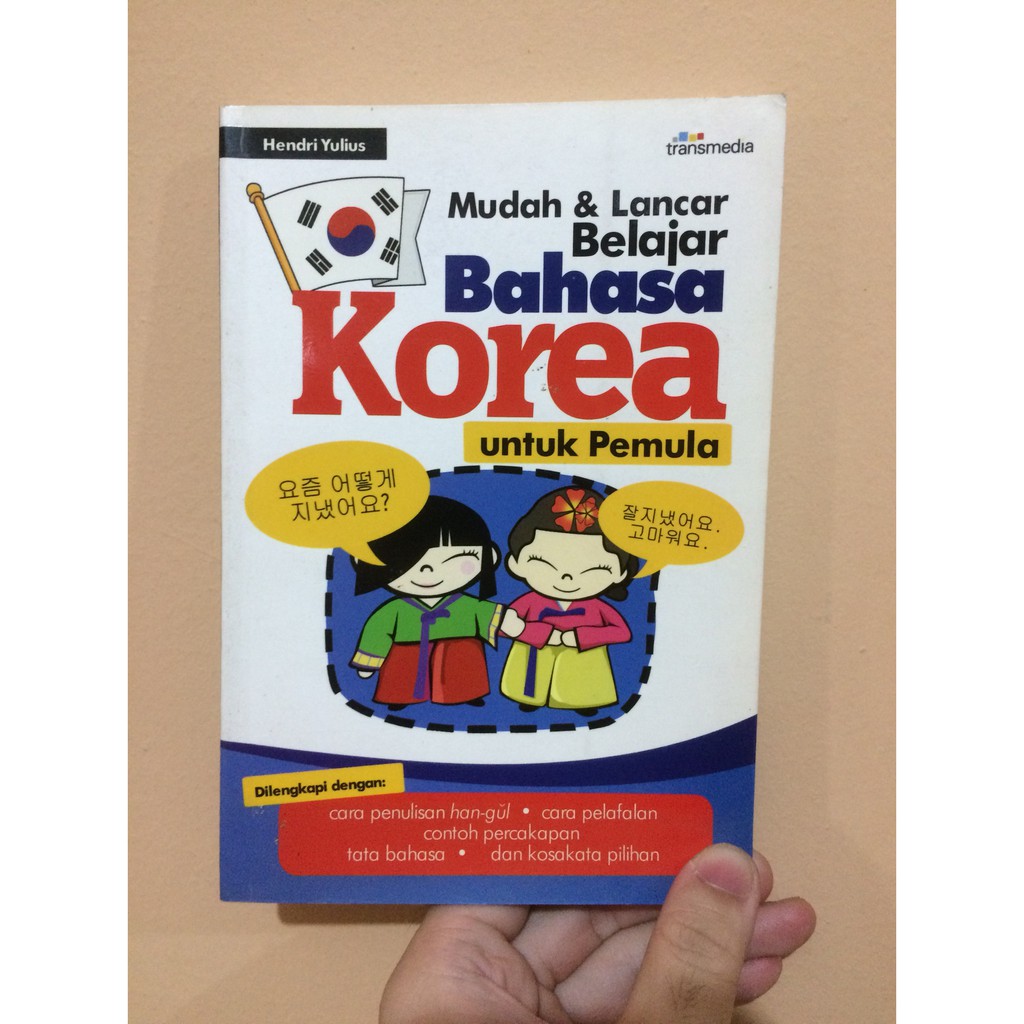 Hendri Yulius
transmedia
Mudah & Lancar
Belajar
Bahasa
Korea
untuk Pemula
요즘 어떻게
지냈어요?
잘지냈어요.
고마워요.
Dilengkapi dengan:
cara penulisan han-gŭl • cara pelafalan
contoh percakapan
tata bahasa • dan kosakata pilihan